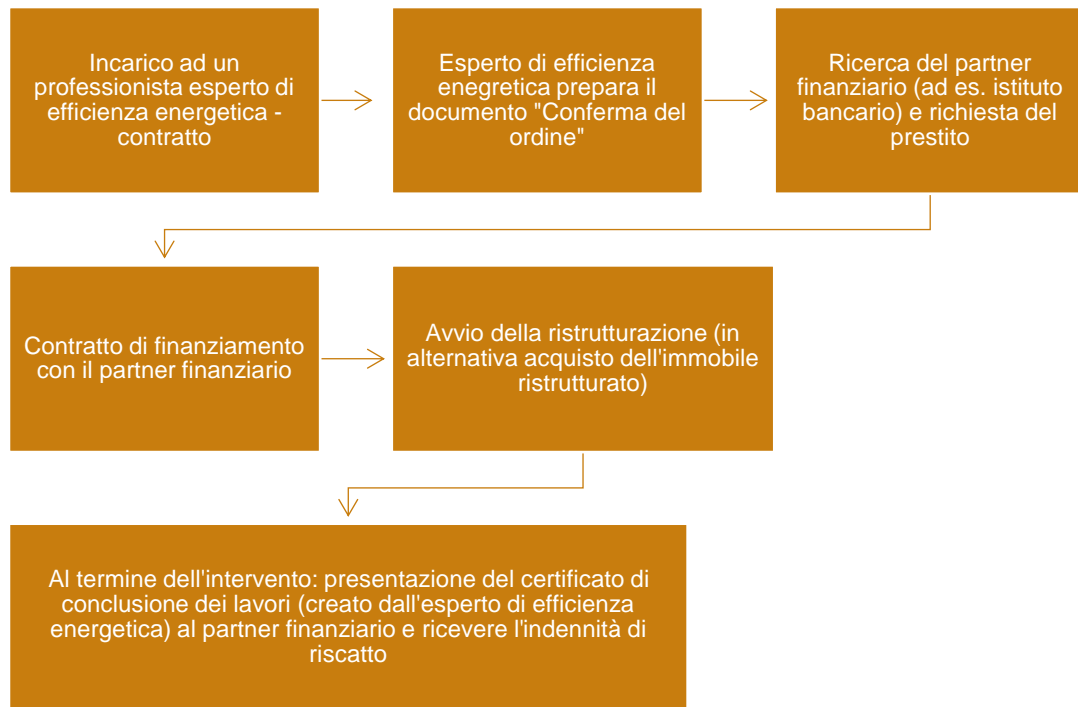 Incarico ad un
professionista esperto di
efficienza energetica -
contratto
Esperto di efficienza
enegretica prepara il
documento "Conferma del
ordine"
Ricerca del partner
finanziario (ad es. istituto
bancario) e richiesta del
prestito
Contratto di finanziamento
con il partner finanziario
Avvio della ristrutturazione (in
alternativa acquisto dell'immobile
ristrutturato)
Al termine dell'intervento: presentazione del certificato di
conclusione dei lavori (creato dall'esperto di efficienza
energetica) al partner finanziario e ricevere l'indennità di
riscatto